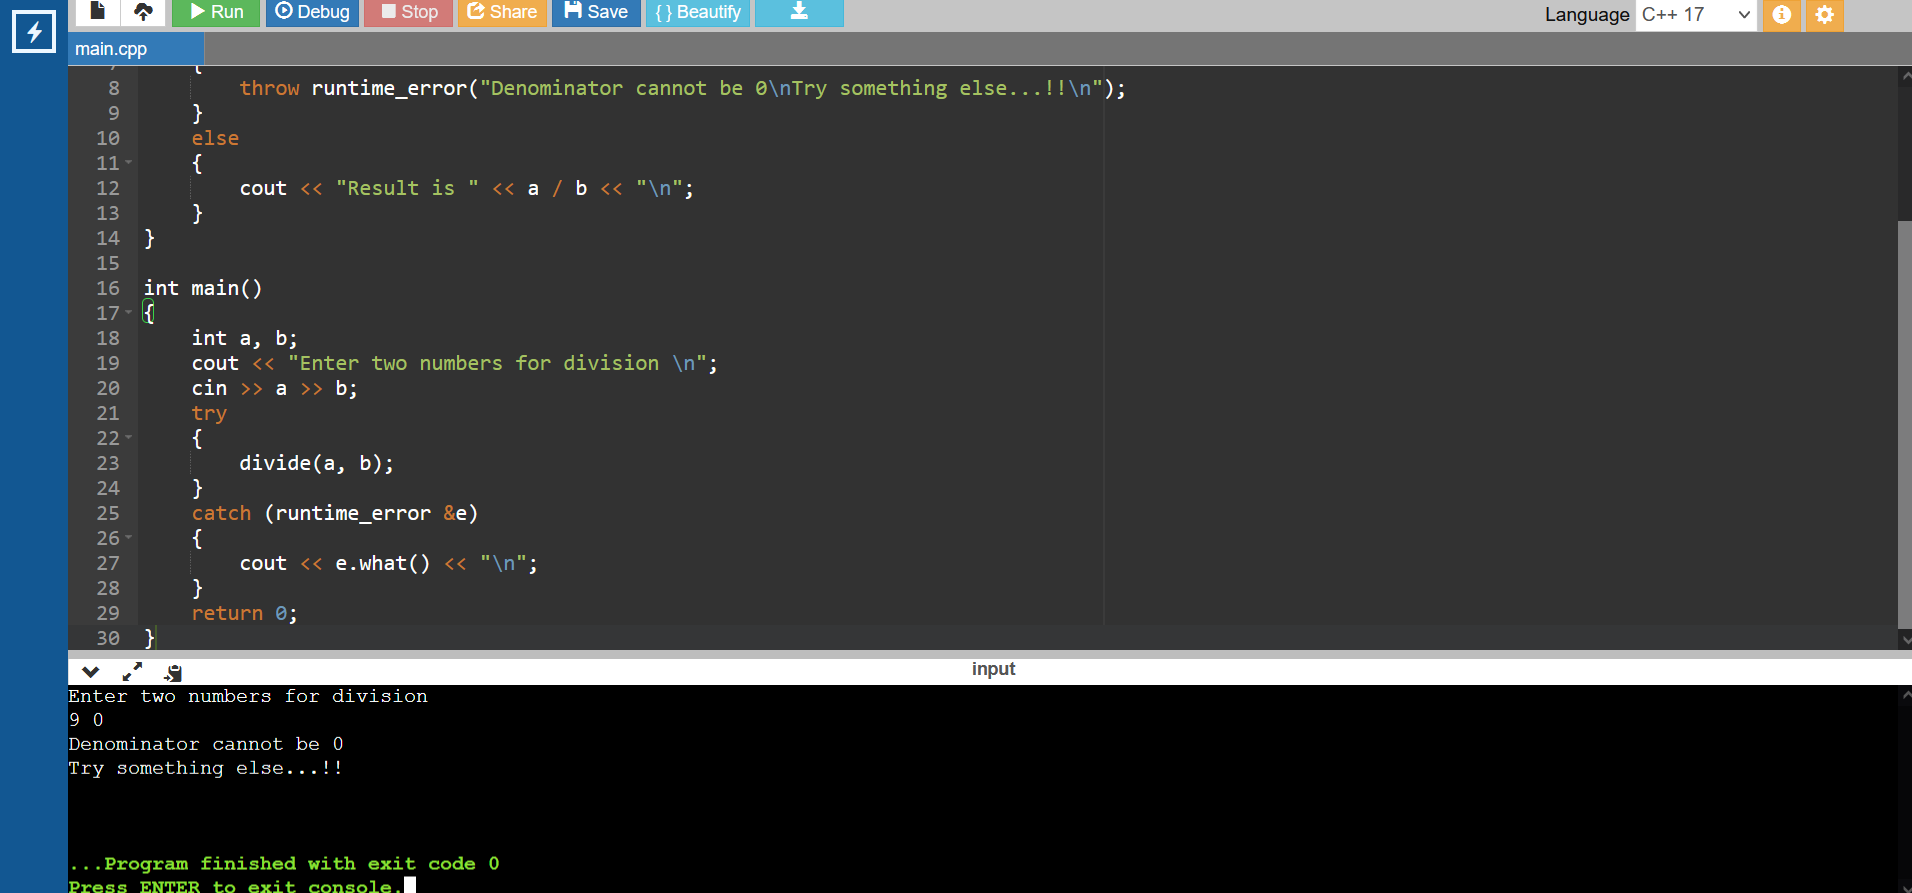 Run Debug Stop Share Save { } Beautify Language C++ 17
main.cpp
{
8 throw runtime_error("Denominator cannot be 0\nTry something else...!!\n");
9 }
10 else
11 {
12 cout << "Result is " << a / b << "\n";
13 }
14 }
15
16 int main()
17 {
18 int a, b;
19 cout << "Enter two numbers for division \n";
20 cin >> a >> b;
21 try
22 {
23 divide(a, b);
24 }
25 catch (runtime_error &e)
26 {
27 cout << e.what() << "\n";
28 }
29 return 0;
30 }
input
Enter two numbers for division
9 0
Denominator cannot be 0
Try something else...!!
...Program finished with exit code 0
Press ENTER to exit console.